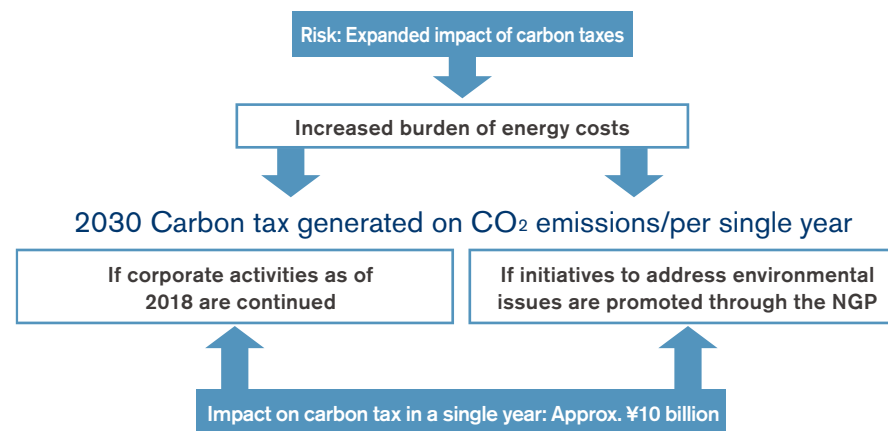 Risk: Expanded impact of carbon taxes
Increased burden of energy costs
2030 Carbon tax generated on CO₂ emissions/per single year
If corporate activities as of
2018 are continued
If initiatives to address environmental
issues are promoted through the NGP
Impact on carbon tax in a single year: Approx. ¥10 billion